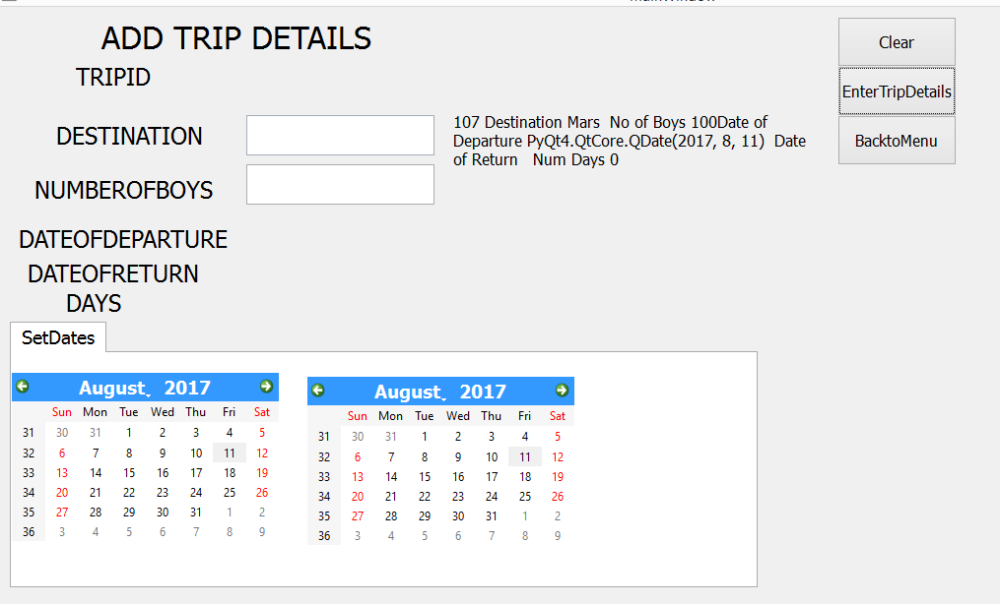 ADD TRIP DETAILS
TRIPID
DESTINATION
NUMBEROFBOYS
DATEOFDEPARTURE
DATEOFRETURN
DAYS
107 Destination Mars  No of Boys 100Date of
Departure PyQt4.QtCore.QDate(2017, 8, 11)  Date
of Return   Num Days 0
Clear
EnterTripDetails
BacktoMenu
SetDates
August 2017
Sun Mon Tue Wed Thu Fri Sat
31 30 31 1 2 3 4 5
32 6 7 8 9 10 11 12
33 13 14 15 16 17 18 19
34 20 21 22 23 24 25 26
35 27 28 29 30 31 1 2
36 3 4 5 6 7 8 9
August 2017
Sun Mon Tue Wed Thu Fri Sat
31 30 31 1 2 3 4 5
32 6 7 8 9 10 11 12
33 13 14 15 16 17 18 19
34 20 21 22 23 24 25 26
35 27 28 29 30 31 1 2
36 3 4 5 6 7 8 9